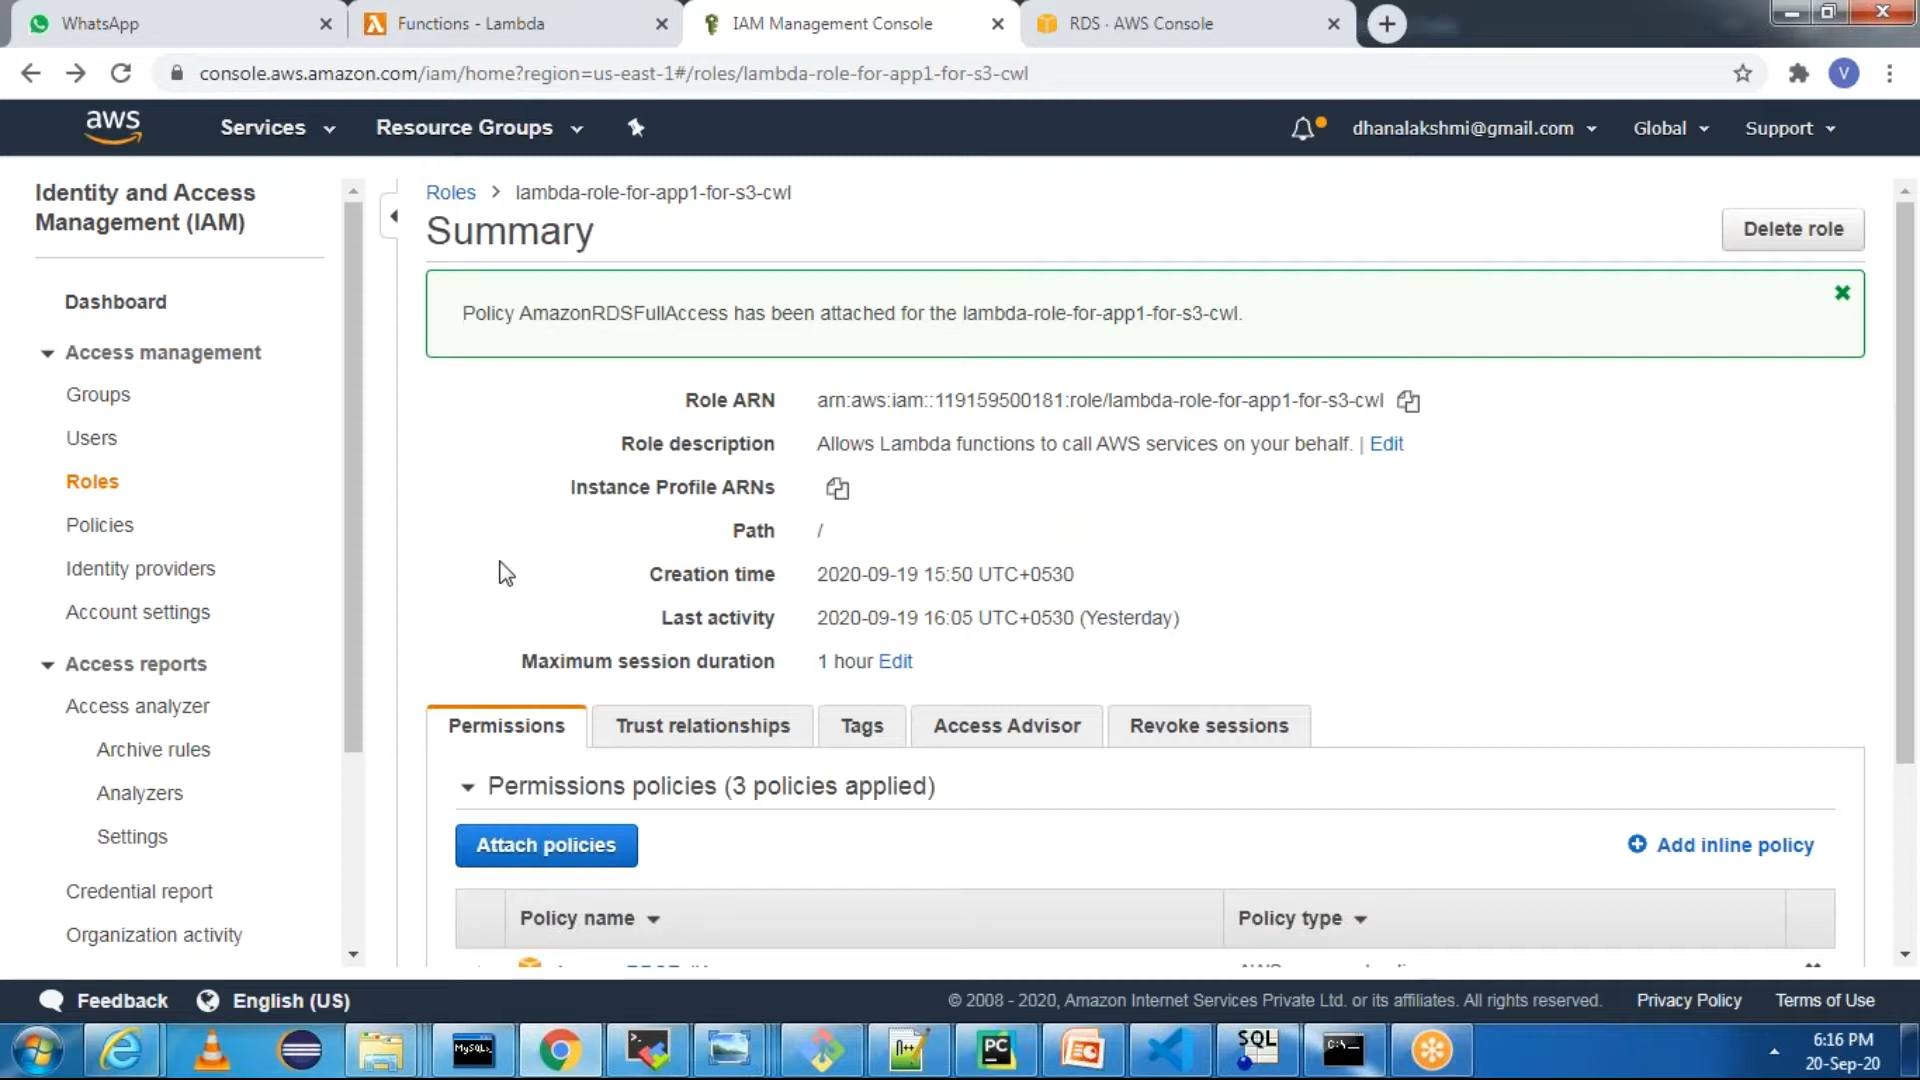 WhatsApp
Functions - Lambda
IAM Management Console
RDS · AWS Console
console.aws.amazon.com/iam/home?region=us-east-1#/roles/lambda-role-for-app1-for-s3-cwl
V
aws
Services
Resource Groups
dhanalakshmi@gmail.com
Global
Support
Identity and Access
Management (IAM)
Dashboard
Access management
Groups
Users
Roles
Policies
Identity providers
Account settings
Access reports
Access analyzer
Archive rules
Analyzers
Settings
Credential report
Organization activity
Roles > lambda-role-for-app1-for-s3-cwl
Summary
Delete role
Policy AmazonRDSFullAccess has been attached for the lambda-role-for-app1-for-s3-cwl.
Role ARN arn:aws:iam::119159500181:role/lambda-role-for-app1-for-s3-cwl
Role description Allows Lambda functions to call AWS services on your behalf. | Edit
Instance Profile ARNs
Path /
Creation time 2020-09-19 15:50 UTC+0530
Last activity 2020-09-19 16:05 UTC+0530 (Yesterday)
Maximum session duration 1 hour Edit
Permissions
Trust relationships
Tags
Access Advisor
Revoke sessions
Permissions policies (3 policies applied)
Attach policies
Add inline policy
Policy name
Policy type
Feedback
English (US)
© 2008 - 2020, Amazon Internet Services Private Ltd. or its affiliates. All rights reserved.
Privacy Policy
Terms of Use
MySQL>
PC
SQL
C:\
6:16 PM
20-Sep-20